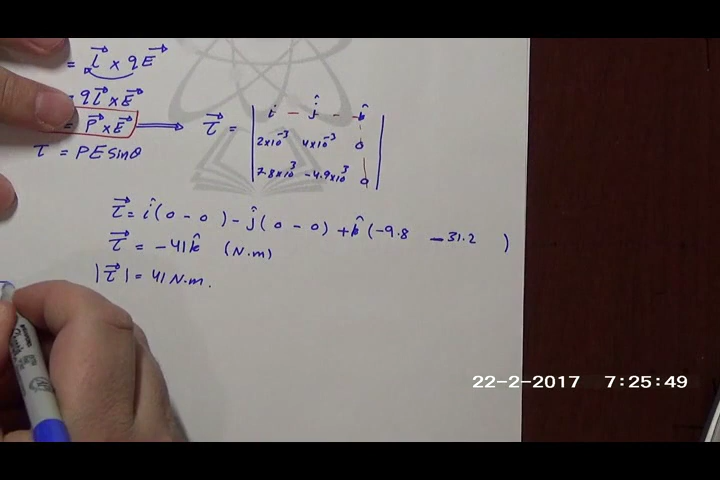 = l⃗ × qE⃗
= ql⃗ × E⃗
= P⃗ × E⃗ ⟹ τ⃗ = | i ĵ k̂ |
2×10⁻³ 4×10⁻³ 0
7.8×10³ -4.9×10³ 0
τ = PE Sinθ
τ⃗ = î(0 - 0) - ĵ(0 - 0) + k̂(-9.8 - 31.2)
τ⃗ = -41k̂ (N.m)
|τ⃗| = 41 N.m.
22-2-2017 7:25:49